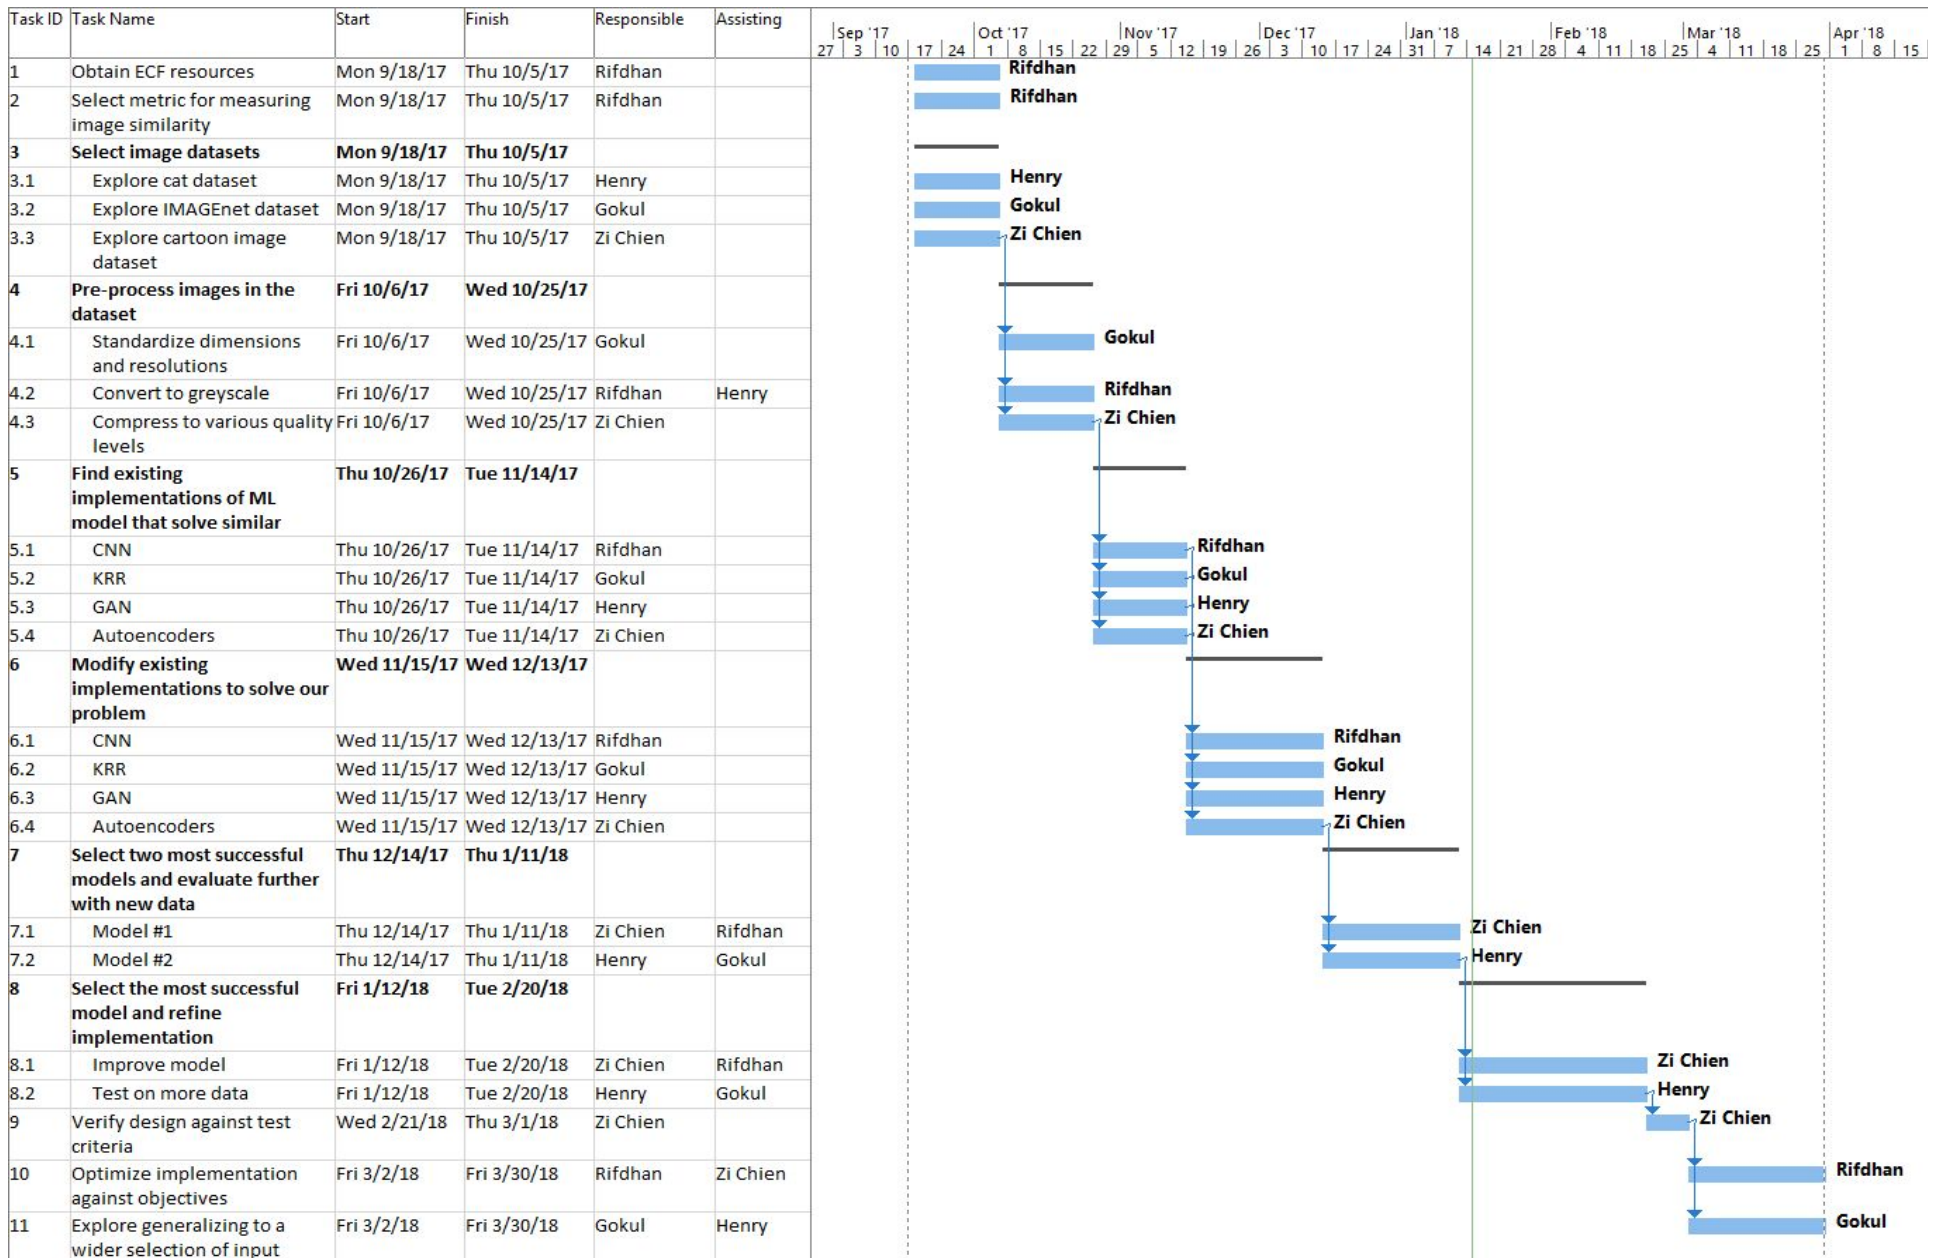 Task ID Task Name Start Finish Responsible Assisting
Sep '17 Oct '17 Nov '17 Dec '17 Jan '18 Feb '18 Mar '18 Apr '18
27 3 10 17 24 1 8 15 22 29 5 12 19 26 3 10 17 24 31 7 14 21 28 4 11 18 25 4 11 18 25 1 8 15
1 Obtain ECF resources Mon 9/18/17 Thu 10/5/17 Rifdhan Rifdhan
2 Select metric for measuring Mon 9/18/17 Thu 10/5/17 Rifdhan Rifdhan
image similarity
3 Select image datasets Mon 9/18/17 Thu 10/5/17
3.1 Explore cat dataset Mon 9/18/17 Thu 10/5/17 Henry Henry
3.2 Explore IMAGEnet dataset Mon 9/18/17 Thu 10/5/17 Gokul Gokul
3.3 Explore cartoon image Mon 9/18/17 Thu 10/5/17 Zi Chien Zi Chien
dataset
4 Pre-process images in the Fri 10/6/17 Wed 10/25/17
dataset
4.1 Standardize dimensions Fri 10/6/17 Wed 10/25/17 Gokul Gokul
and resolutions
4.2 Convert to greyscale Fri 10/6/17 Wed 10/25/17 Rifdhan Henry Rifdhan
4.3 Compress to various quality Fri 10/6/17 Wed 10/25/17 Zi Chien Zi Chien
levels
5 Find existing Thu 10/26/17 Tue 11/14/17
implementations of ML
model that solve similar
5.1 CNN Thu 10/26/17 Tue 11/14/17 Rifdhan Rifdhan
5.2 KRR Thu 10/26/17 Tue 11/14/17 Gokul Gokul
5.3 GAN Thu 10/26/17 Tue 11/14/17 Henry Henry
5.4 Autoencoders Thu 10/26/17 Tue 11/14/17 Zi Chien Zi Chien
6 Modify existing Wed 11/15/17 Wed 12/13/17
implementations to solve our
problem
6.1 CNN Wed 11/15/17 Wed 12/13/17 Rifdhan Rifdhan
6.2 KRR Wed 11/15/17 Wed 12/13/17 Gokul Gokul
6.3 GAN Wed 11/15/17 Wed 12/13/17 Henry Henry
6.4 Autoencoders Wed 11/15/17 Wed 12/13/17 Zi Chien Zi Chien
7 Select two most successful Thu 12/14/17 Thu 1/11/18
models and evaluate further
with new data
7.1 Model #1 Thu 12/14/17 Thu 1/11/18 Zi Chien Rifdhan Zi Chien
7.2 Model #2 Thu 12/14/17 Thu 1/11/18 Henry Gokul Henry
8 Select the most successful Fri 1/12/18 Tue 2/20/18
model and refine
implementation
8.1 Improve model Fri 1/12/18 Tue 2/20/18 Zi Chien Rifdhan Zi Chien
8.2 Test on more data Fri 1/12/18 Tue 2/20/18 Henry Gokul Henry
9 Verify design against test Wed 2/21/18 Thu 3/1/18 Zi Chien Zi Chien
criteria
10 Optimize implementation Fri 3/2/18 Fri 3/30/18 Rifdhan Zi Chien Rifdhan
against objectives
11 Explore generalizing to a Fri 3/2/18 Fri 3/30/18 Gokul Henry Gokul
wider selection of input